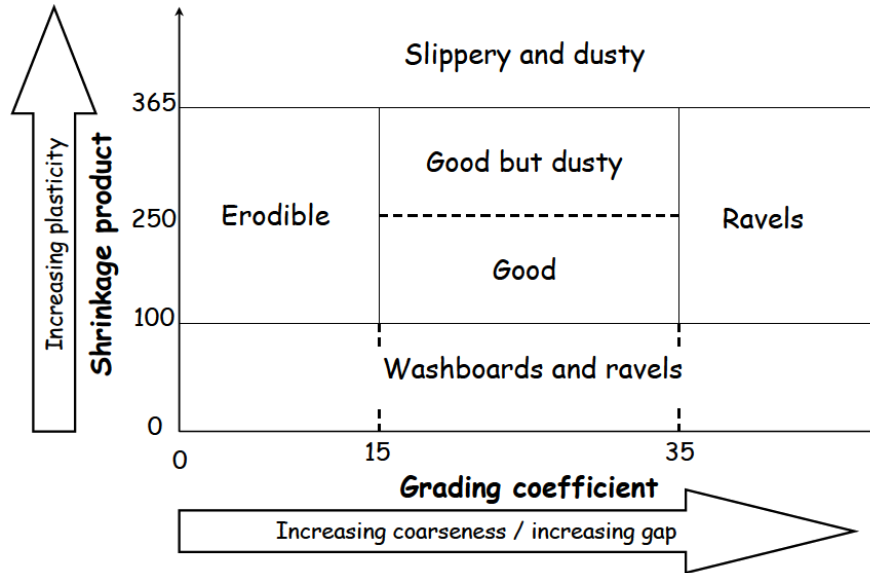 Slippery and dusty
365
Good but dusty
Increasing plasticity
Shrinkage product
250
Erodible
Ravels
Good
100
Washboards and ravels
0
0
15
35
Grading coefficient
Increasing coarseness / increasing gap